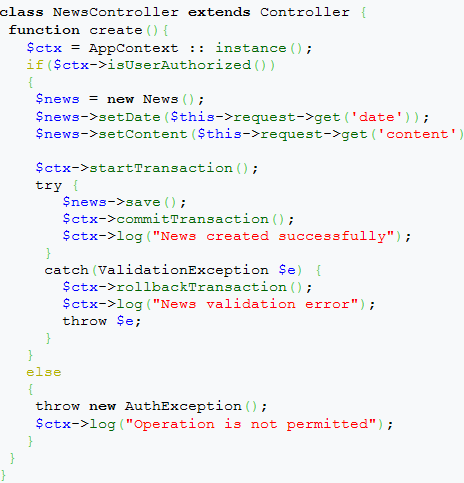 class NewsController extends Controller {
function create(){
$ctx = AppContext :: instance();
if($ctx->isUserAuthorized())
{
$news = new News();
$news->setDate($this->request->get('date'));
$news->setContent($this->request->get('content')
$ctx->startTransaction();
try {
$news->save();
$ctx->commitTransaction();
$ctx->log("News created successfully");
}
catch(ValidationException $e) {
$ctx->rollbackTransaction();
$ctx->log("News validation error");
throw $e;
}
}
else
{
throw new AuthException();
$ctx->log("Operation is not permitted");
}
}
}